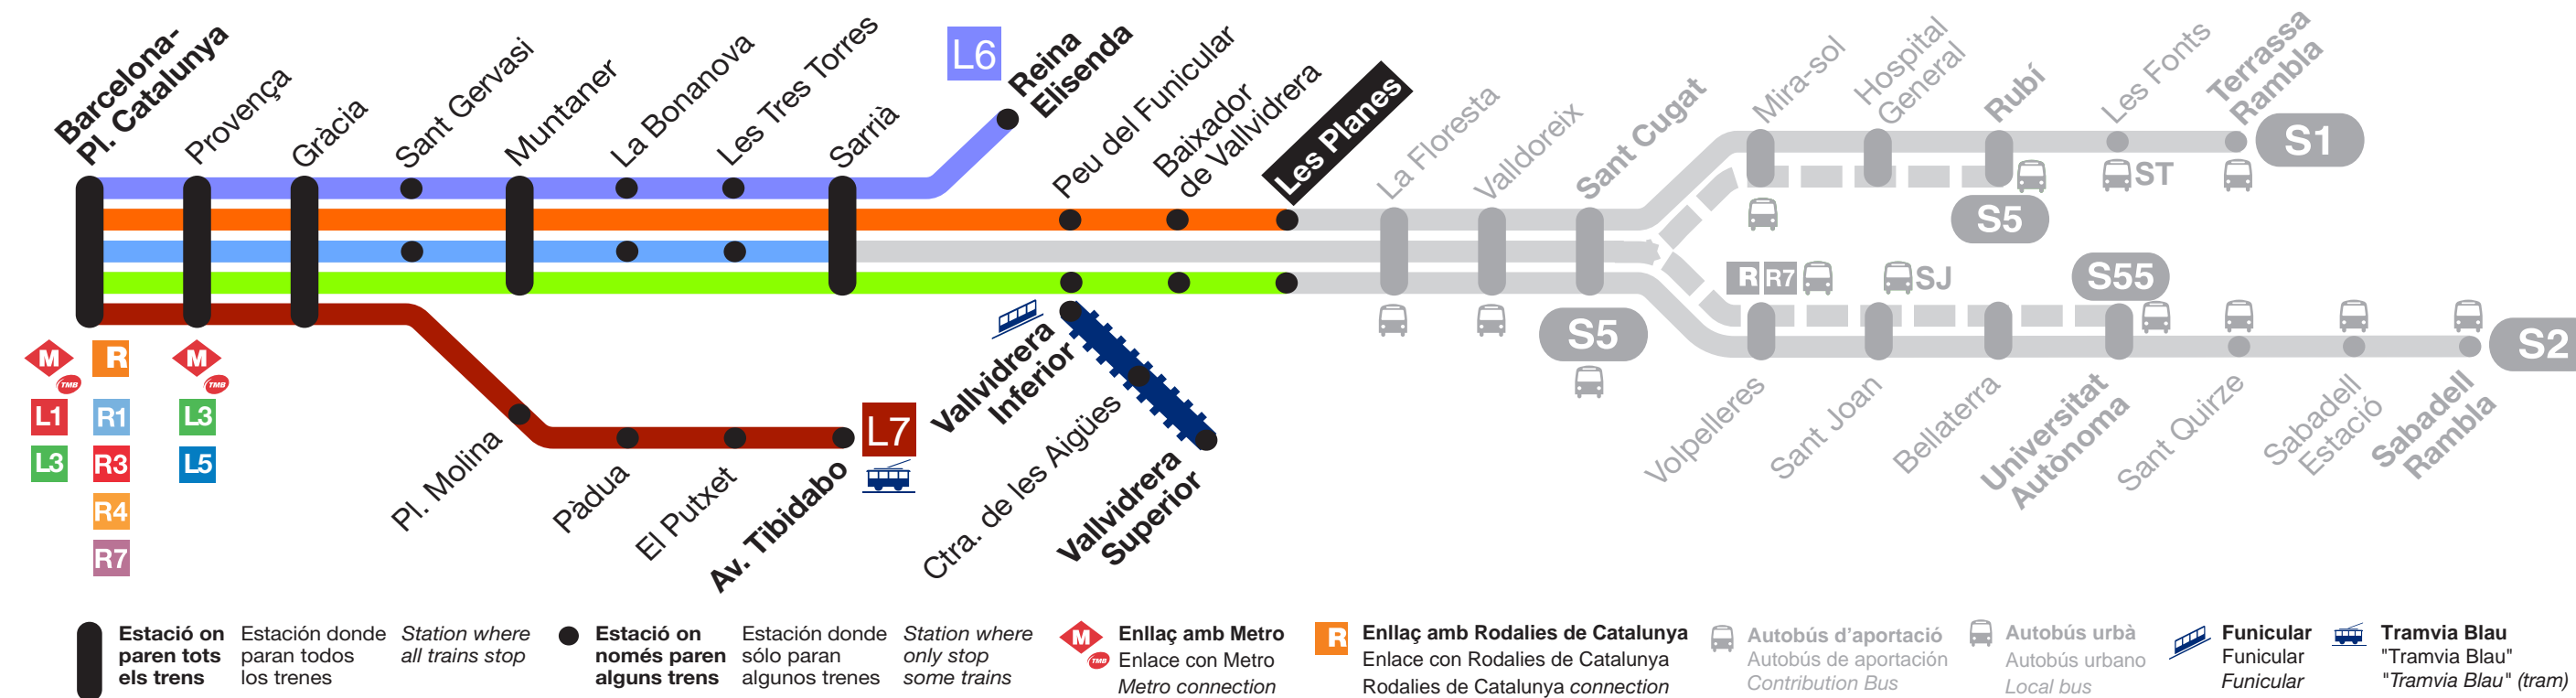 Barcelona-
Pl. Catalunya
Provença
Gràcia
Sant Gervasi
Muntaner
La Bonanova
Les Tres Torres
Sarrià
L6
Reina
Elisenda
Peu del Funicular
Baixador
de Vallvidrera
Les Planes
La Floresta
Valldoreix
Sant Cugat
Mira-sol
Hospital
General
Rubí
Les Fonts
Terrassa
Rambla
S1
ST
S5
S5
R R7
SJ
S55
S2
M
TMB
L1
L3
R
R1
R3
R4
R7
M
TMB
L3
L5
Pl. Molina
Pàdua
El Putxet
Av. Tibidabo
L7
Vallvidrera
Inferior
Ctra. de les Aigües
Vallvidrera
Superior
Volpelleres
Sant Joan
Bellaterra
Universitat
Autònoma
Sant Quirze
Sabadell
Estació
Sabadell
Rambla
Estació on
paren tots
els trens
Estación donde
paran todos
los trenes
Station where
all trains stop
Estació on
només paren
alguns trens
Estación donde
sólo paran
algunos trenes
Station where
only stop
some trains
M
TMB
Enllaç amb Metro
Enlace con Metro
Metro connection
R
Enllaç amb Rodalies de Catalunya
Enlace con Rodalies de Catalunya
Rodalies de Catalunya connection
Autobús d'aportació
Autobús de aportación
Contribution Bus
Autobús urbà
Autobús urbano
Local bus
Funicular
Funicular
Funicular
Tramvia Blau
"Tramvia Blau"
"Tramvia Blau" (tram)